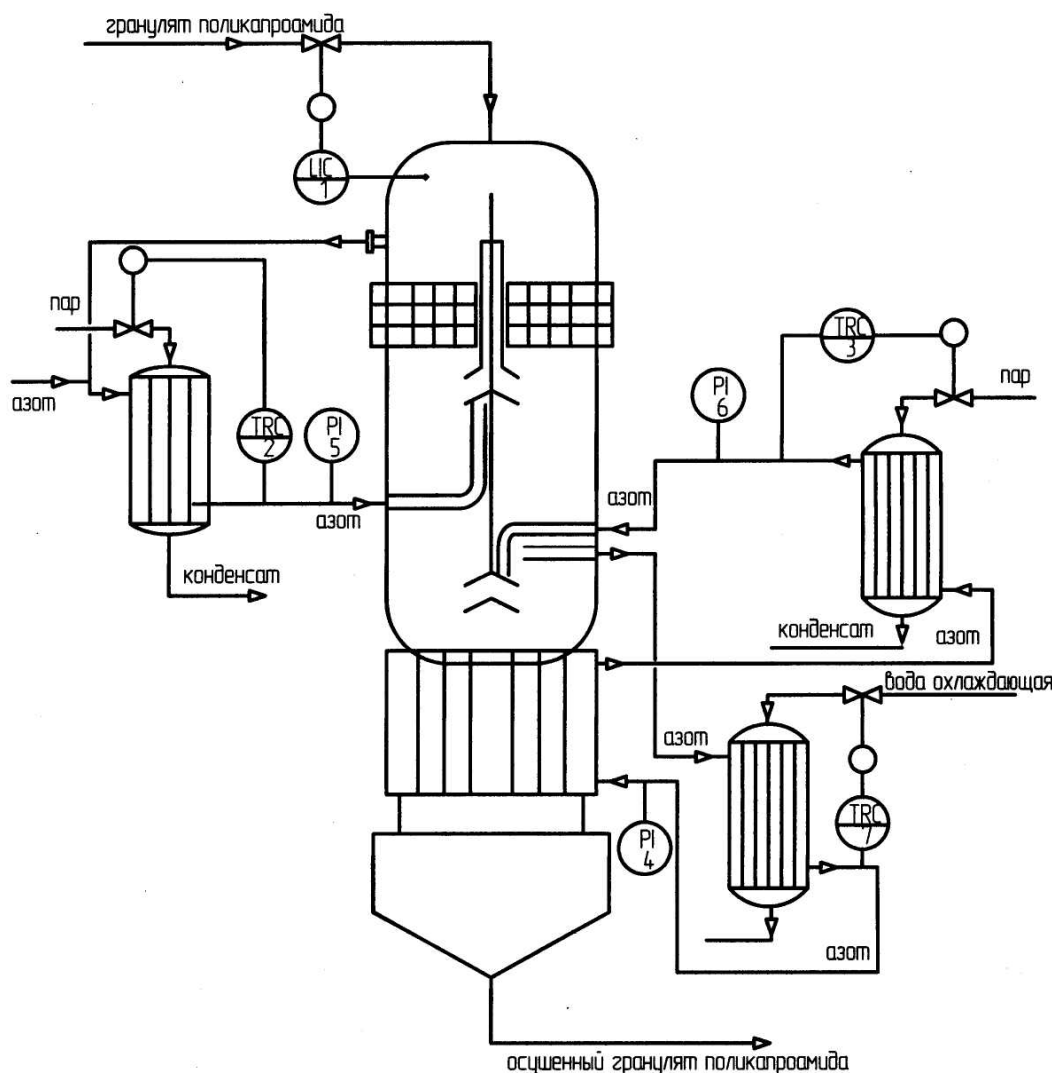 гранулят поликапроамида
LIC
1
пар
азот
TRC
2
PI
5
азот
конденсат
TRC
3
PI
6
пар
азот
конденсат
азот
вода охлаждающая
азот
TRC
7
PI
4
азот
осушенный гранулят поликапроамида